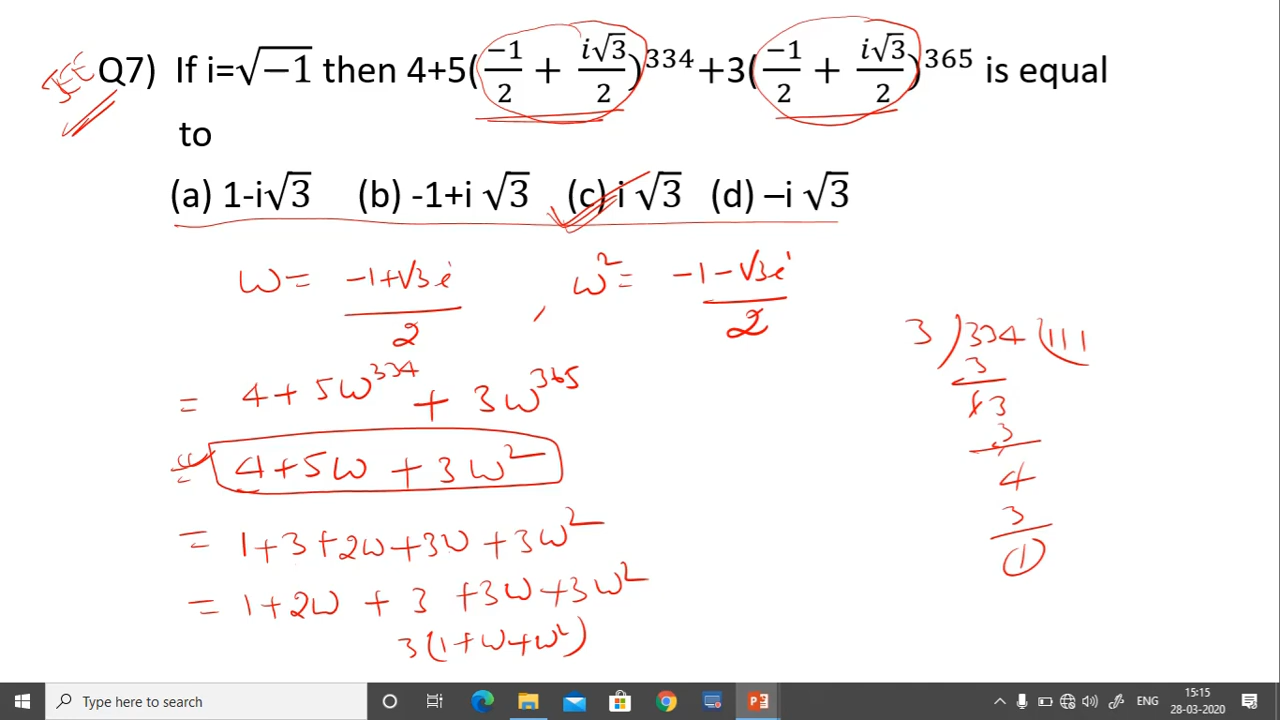 JEE Q7) If i=√−1 then 4+5(−1/2 + i√3/2)^334+3(−1/2 + i√3/2)^365 is equal
to
(a) 1-i√3 (b) -1+i √3 (c) i √3 (d) –i √3
ω = (-1+√3i)/2 , ω² = (-1-√3i)/2
= 4+5ω^334 + 3ω^365
= 4+5ω + 3ω²
= 1+3+2ω+3ω+3ω²
= 1+2ω + 3 +3ω+3ω²
3(1+ω+ω²)
3)334(111
3
3
3
4
3
1
Type here to search
ENG
15:15
28-03-2020